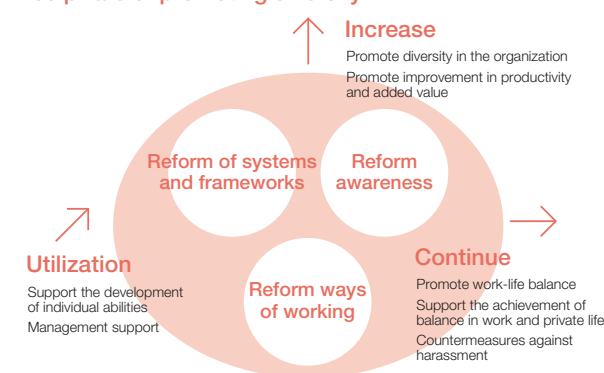 Increase
Promote diversity in the organization
Promote improvement in productivity
and added value
Reform of systems
and frameworks
Reform
awareness
Utilization
Support the development
of individual abilities
Management support
Reform ways
of working
Continue
Promote work-life balance
Support the achievement of
balance in work and private life
Countermeasures against
harassment